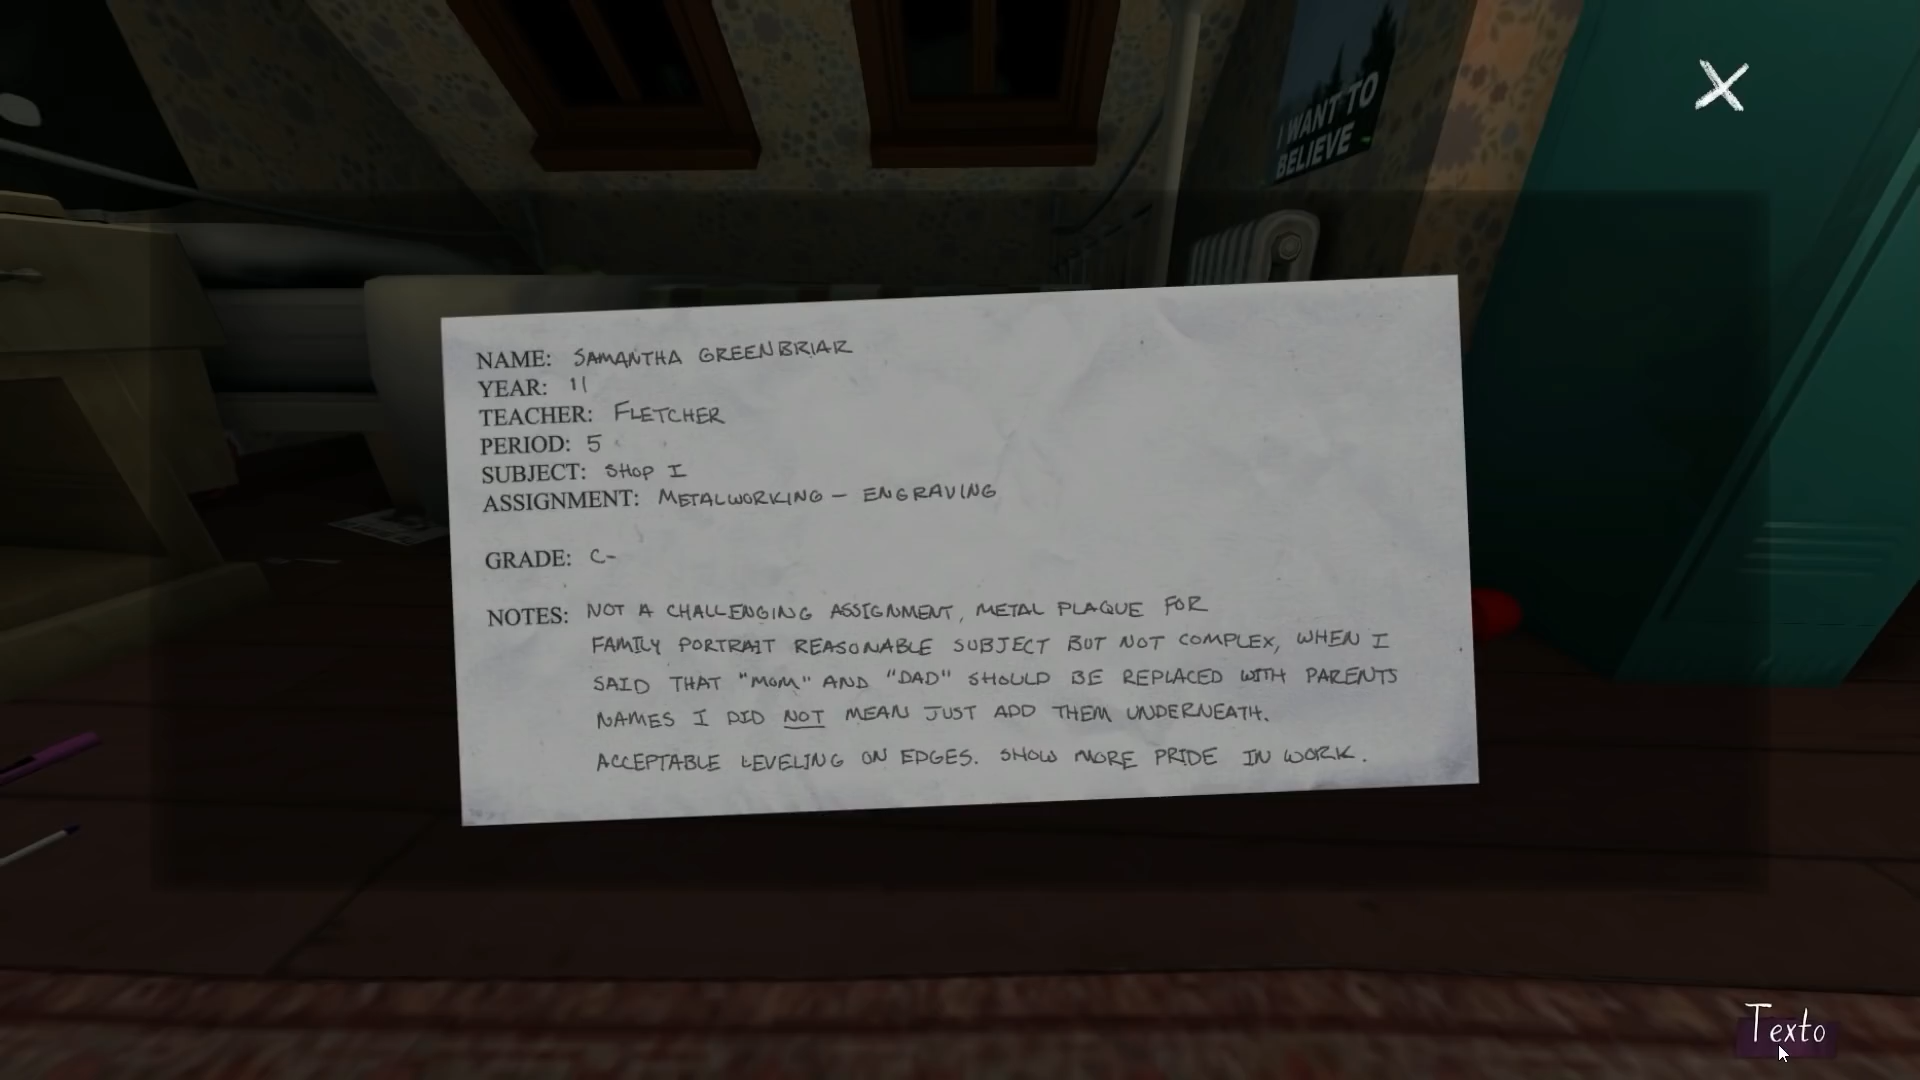 I WANT TO
BELIEVE
NAME: SAMANTHA GREENBRIAR
YEAR: 11
TEACHER: FLETCHER
PERIOD: 5
SUBJECT: SHOP I
ASSIGNMENT: METALWORKING - ENGRAVING
GRADE: C-
NOTES: NOT A CHALLENGING ASSIGNMENT, METAL PLAQUE FOR
FAMILY PORTRAIT REASONABLE SUBJECT BUT NOT COMPLEX, WHEN I
SAID THAT "MOM" AND "DAD" SHOULD BE REPLACED WITH PARENTS
NAMES I DID NOT MEAN JUST ADD THEM UNDERNEATH.
ACCEPTABLE LEVELING ON EDGES. SHOW MORE PRIDE IN WORK.
Texto